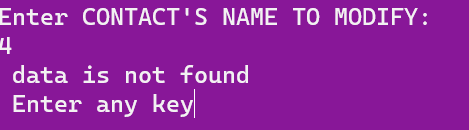 Enter CONTACT'S NAME TO MODIFY:
4
data is not found
Enter any key